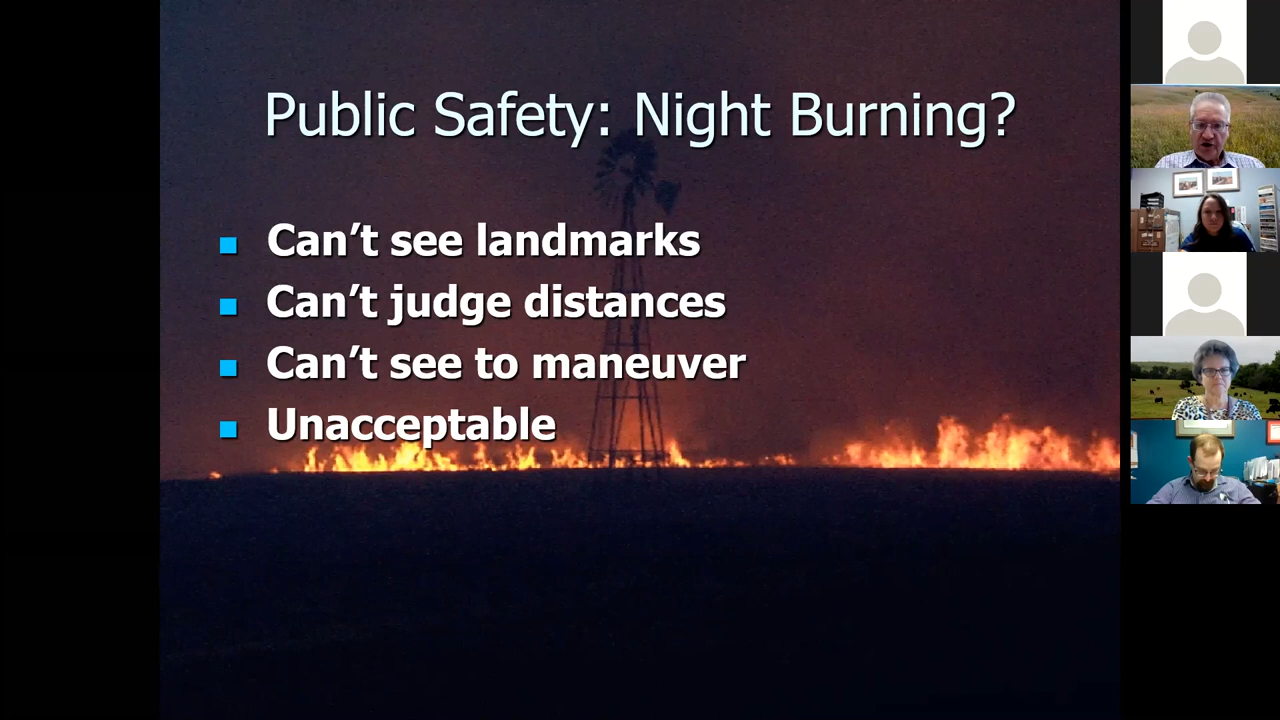 Public Safety: Night Burning?
Can’t see landmarks
Can’t judge distances
Can’t see to maneuver
Unacceptable